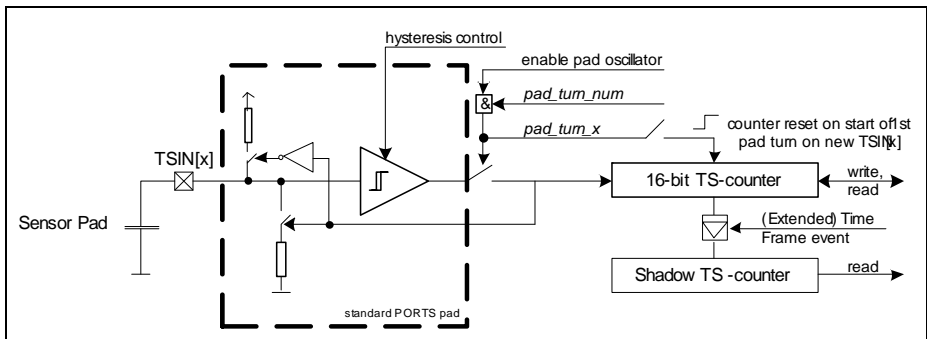 hysteresis control
enable pad oscillator
&
pad_turn_num
pad_turn_x
counter reset on start of1st
pad turn on new TSIN[x]
TSIN[x]
16-bit TS-counter
write,
read
Sensor Pad
(Extended) Time
Frame event
Shadow TS -counter
read
standard PORTS pad